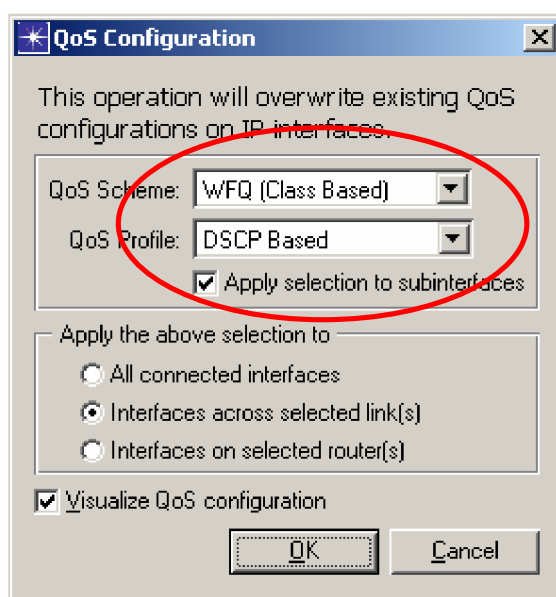 QoS Configuration
This operation will overwrite existing QoS
configurations on IP interfaces.
QoS Scheme: WFQ (Class Based)
QoS Profile: DSCP Based
Apply selection to subinterfaces
Apply the above selection to
All connected interfaces
Interfaces across selected link(s)
Interfaces on selected router(s)
Visualize QoS configuration
OK Cancel